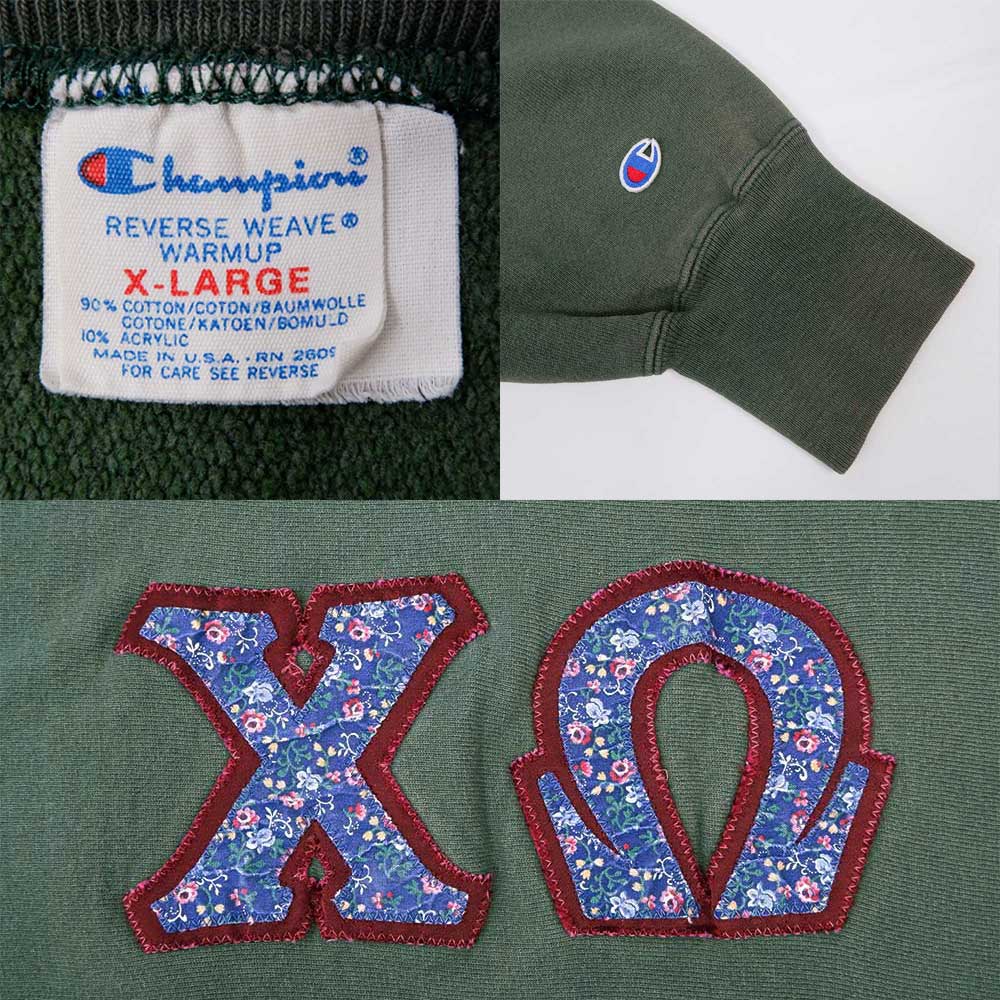 Champion®
REVERSE WEAVE®
WARMUP
X-LARGE
90% COTTON/COTON/BAUMWOLLE
COTONE/KATOEN/BOMULD
10% ACRYLIC
MADE IN U.S.A. - RN 2609
FOR CARE SEE REVERSE
ΧΩ